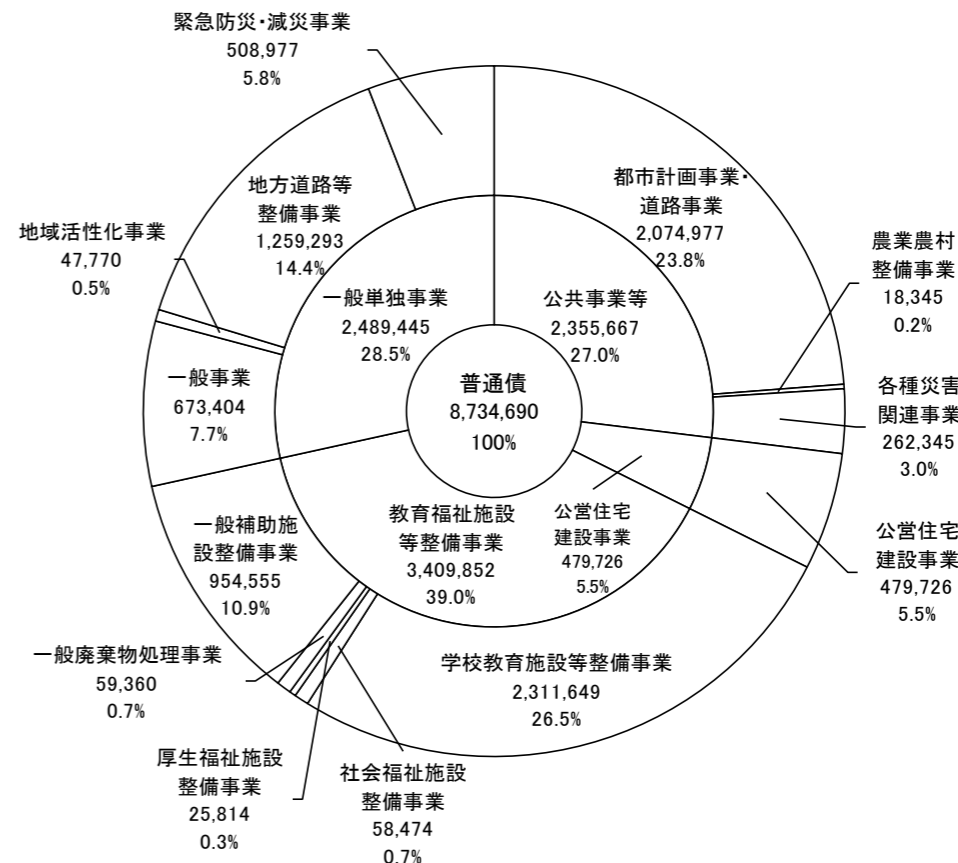 緊急防災・減災事業
508,977
5.8%
都市計画事業・
道路事業
2,074,977
23.8%
地方道路等
整備事業
1,259,293
14.4%
地域活性化事業
47,770
0.5%
農業農村
整備事業
18,345
0.2%
一般単独事業
2,489,445
28.5%
公共事業等
2,355,667
27.0%
一般事業
673,404
7.7%
普通債
8,734,690
100%
各種災害
関連事業
262,345
3.0%
教育福祉施設
等整備事業
3,409,852
39.0%
公営住宅
建設事業
479,726
5.5%
公営住宅
建設事業
479,726
5.5%
一般補助施
設整備事業
954,555
10.9%
一般廃棄物処理事業
59,360
0.7%
学校教育施設等整備事業
2,311,649
26.5%
厚生福祉施設
整備事業
25,814
0.3%
社会福祉施設
整備事業
58,474
0.7%